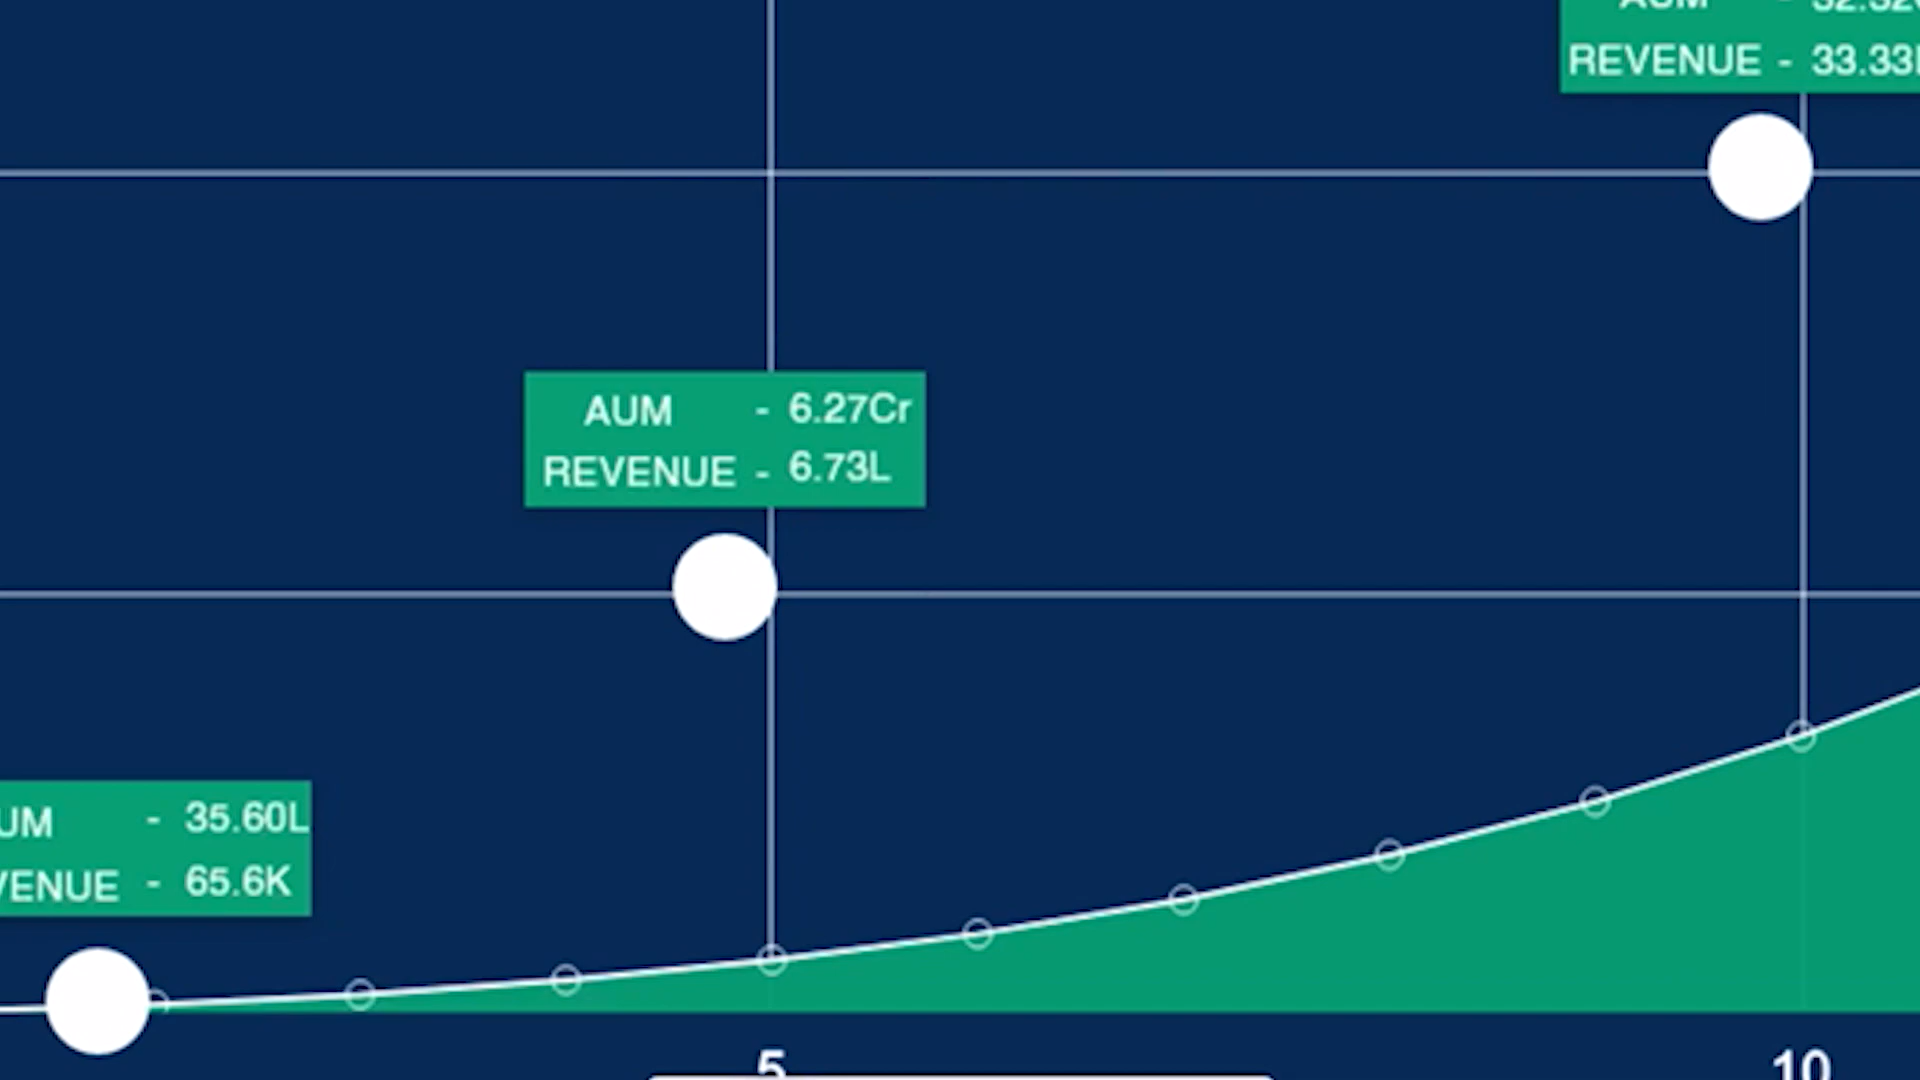 REVENUE - 33.33
AUM - 6.27Cr
REVENUE - 6.73L
UM - 35.60L
VENUE - 65.6K
5
10